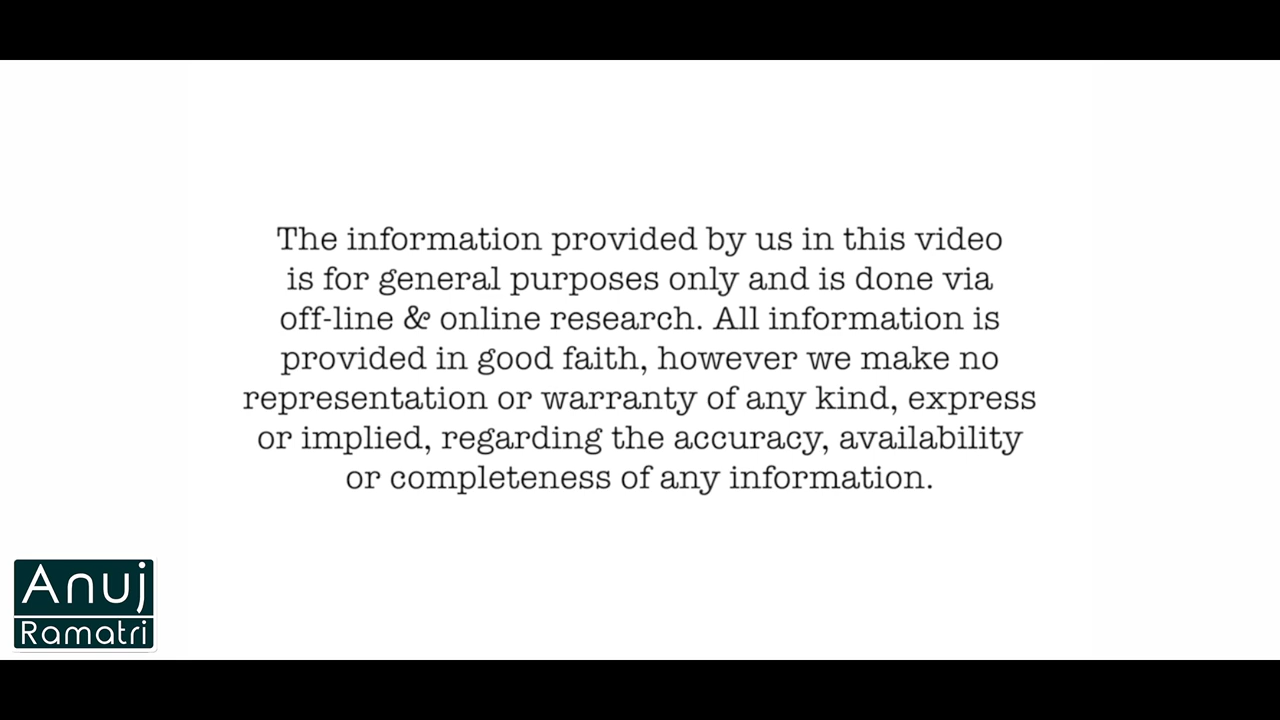 The information provided by us in this video
is for general purposes only and is done via
off-line & online research. All information is
provided in good faith, however we make no
representation or warranty of any kind, express
or implied, regarding the accuracy, availability
or completeness of any information.
Anuj
Ramatri